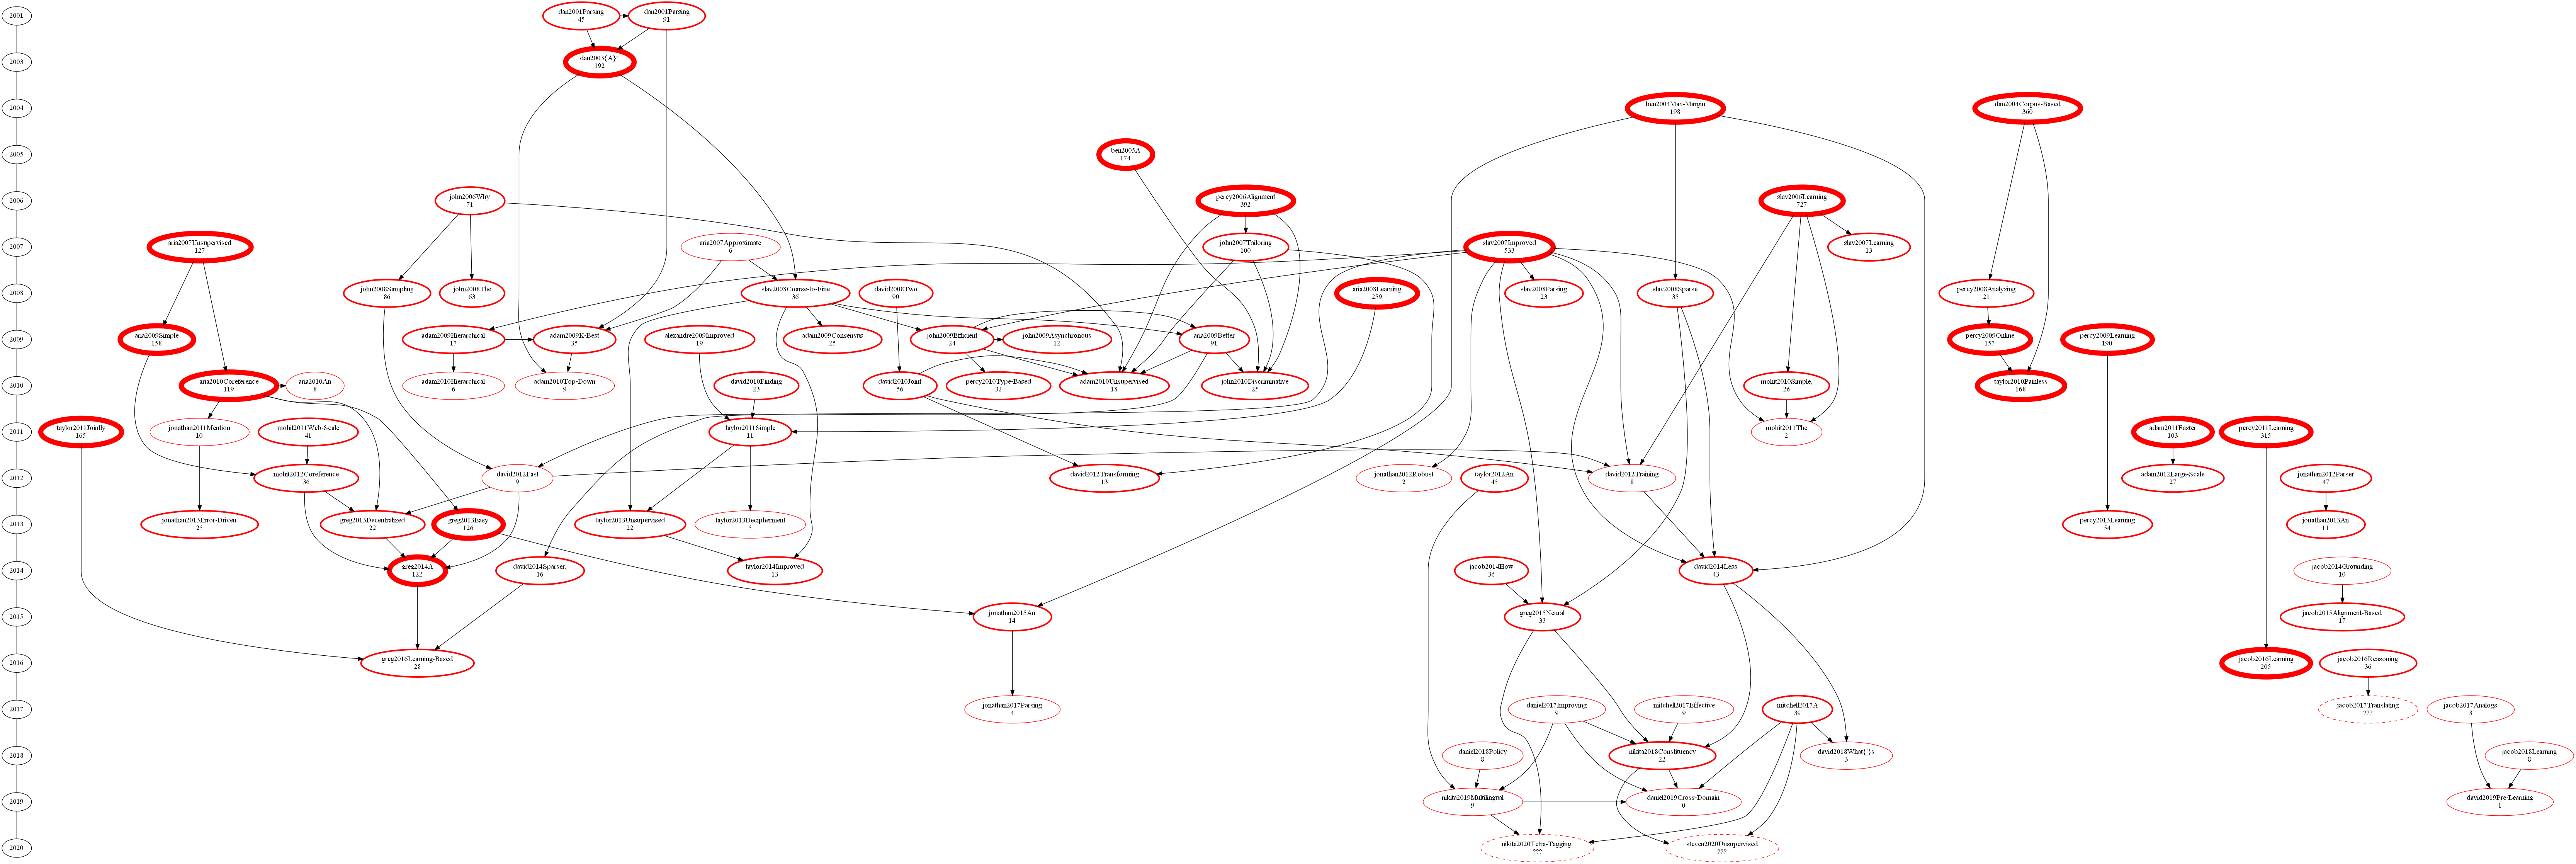 2001
dan2001Parsing
45
dan2001Parsing
91
2003
dan2003{A}*
192
2004
ben2004Max-Margin
198
dan2004Corpus-Based
360
2005
ben2005A
174
2006
john2006Why
71
percy2006Alignment
392
slav2006Learning
727
2007
aria2007Unsupervised
127
aria2007Approximate
6
john2007Tailoring
100
slav2007Improved
533
slav2007Learning
13
2008
john2008Sampling
86
john2008The
63
slav2008Coarse-to-Fine
36
david2008Two
90
aria2008Learning
259
slav2008Parsing
23
slav2008Sparse
35
percy2008Analyzing
21
2009
aria2009Simple
158
adam2009Hierarchical
17
adam2009K-Best
35
alexandre2009Improved
19
adam2009Consensus
25
john2009Efficient
24
john2009Asynchronous
12
aria2009Better
91
percy2009Online
157
percy2009Learning
190
2010
aria2010Coreference
119
aria2010An
8
adam2010Hierarchical
6
adam2010Top-Down
9
david2010Finding
23
david2010Joint
56
percy2010Type-Based
32
adam2010Unsupervised
18
john2010Discriminative
25
mohit2010Simple,
26
taylor2010Painless
168
2011
taylor2011Jointly
165
jonathan2011Mention
10
mohit2011Web-Scale
41
taylor2011Simple
11
mohit2011The
2
adam2011Faster
103
percy2011Learning
315
2012
mohit2012Coreference
36
david2012Fast
9
david2012Transforming
13
jonathan2012Robust
2
taylor2012An
45
david2012Training
8
adam2012Large-Scale
27
jonathan2012Parser
47
2013
jonathan2013Error-Driven
25
greg2013Decentralized
22
greg2013Easy
126
taylor2013Unsupervised
22
taylor2013Decipherment
5
percy2013Learning
54
jonathan2013An
11
2014
greg2014A
122
david2014Sparser,
16
taylor2014Improved
13
jacob2014How
36
david2014Less
43
jacob2014Grounding
10
2015
jonathan2015An
14
greg2015Neural
33
jacob2015Alignment-Based
17
2016
greg2016Learning-Based
28
jacob2016Learning
205
jacob2016Reasoning
36
2017
jonathan2017Parsing
4
daniel2017Improving
9
mitchell2017Effective
9
mitchell2017A
39
jacob2017Translating
???
jacob2017Analogs
3
2018
daniel2018Policy
8
nikita2018Constituency
22
david2018What{'}s
3
jacob2018Learning
8
2019
nikita2019Multilingual
9
daniel2019Cross-Domain
0
david2019Pre-Learning
1
2020
nikita2020Tetra-Tagging:
???
steven2020Unsupervised
???